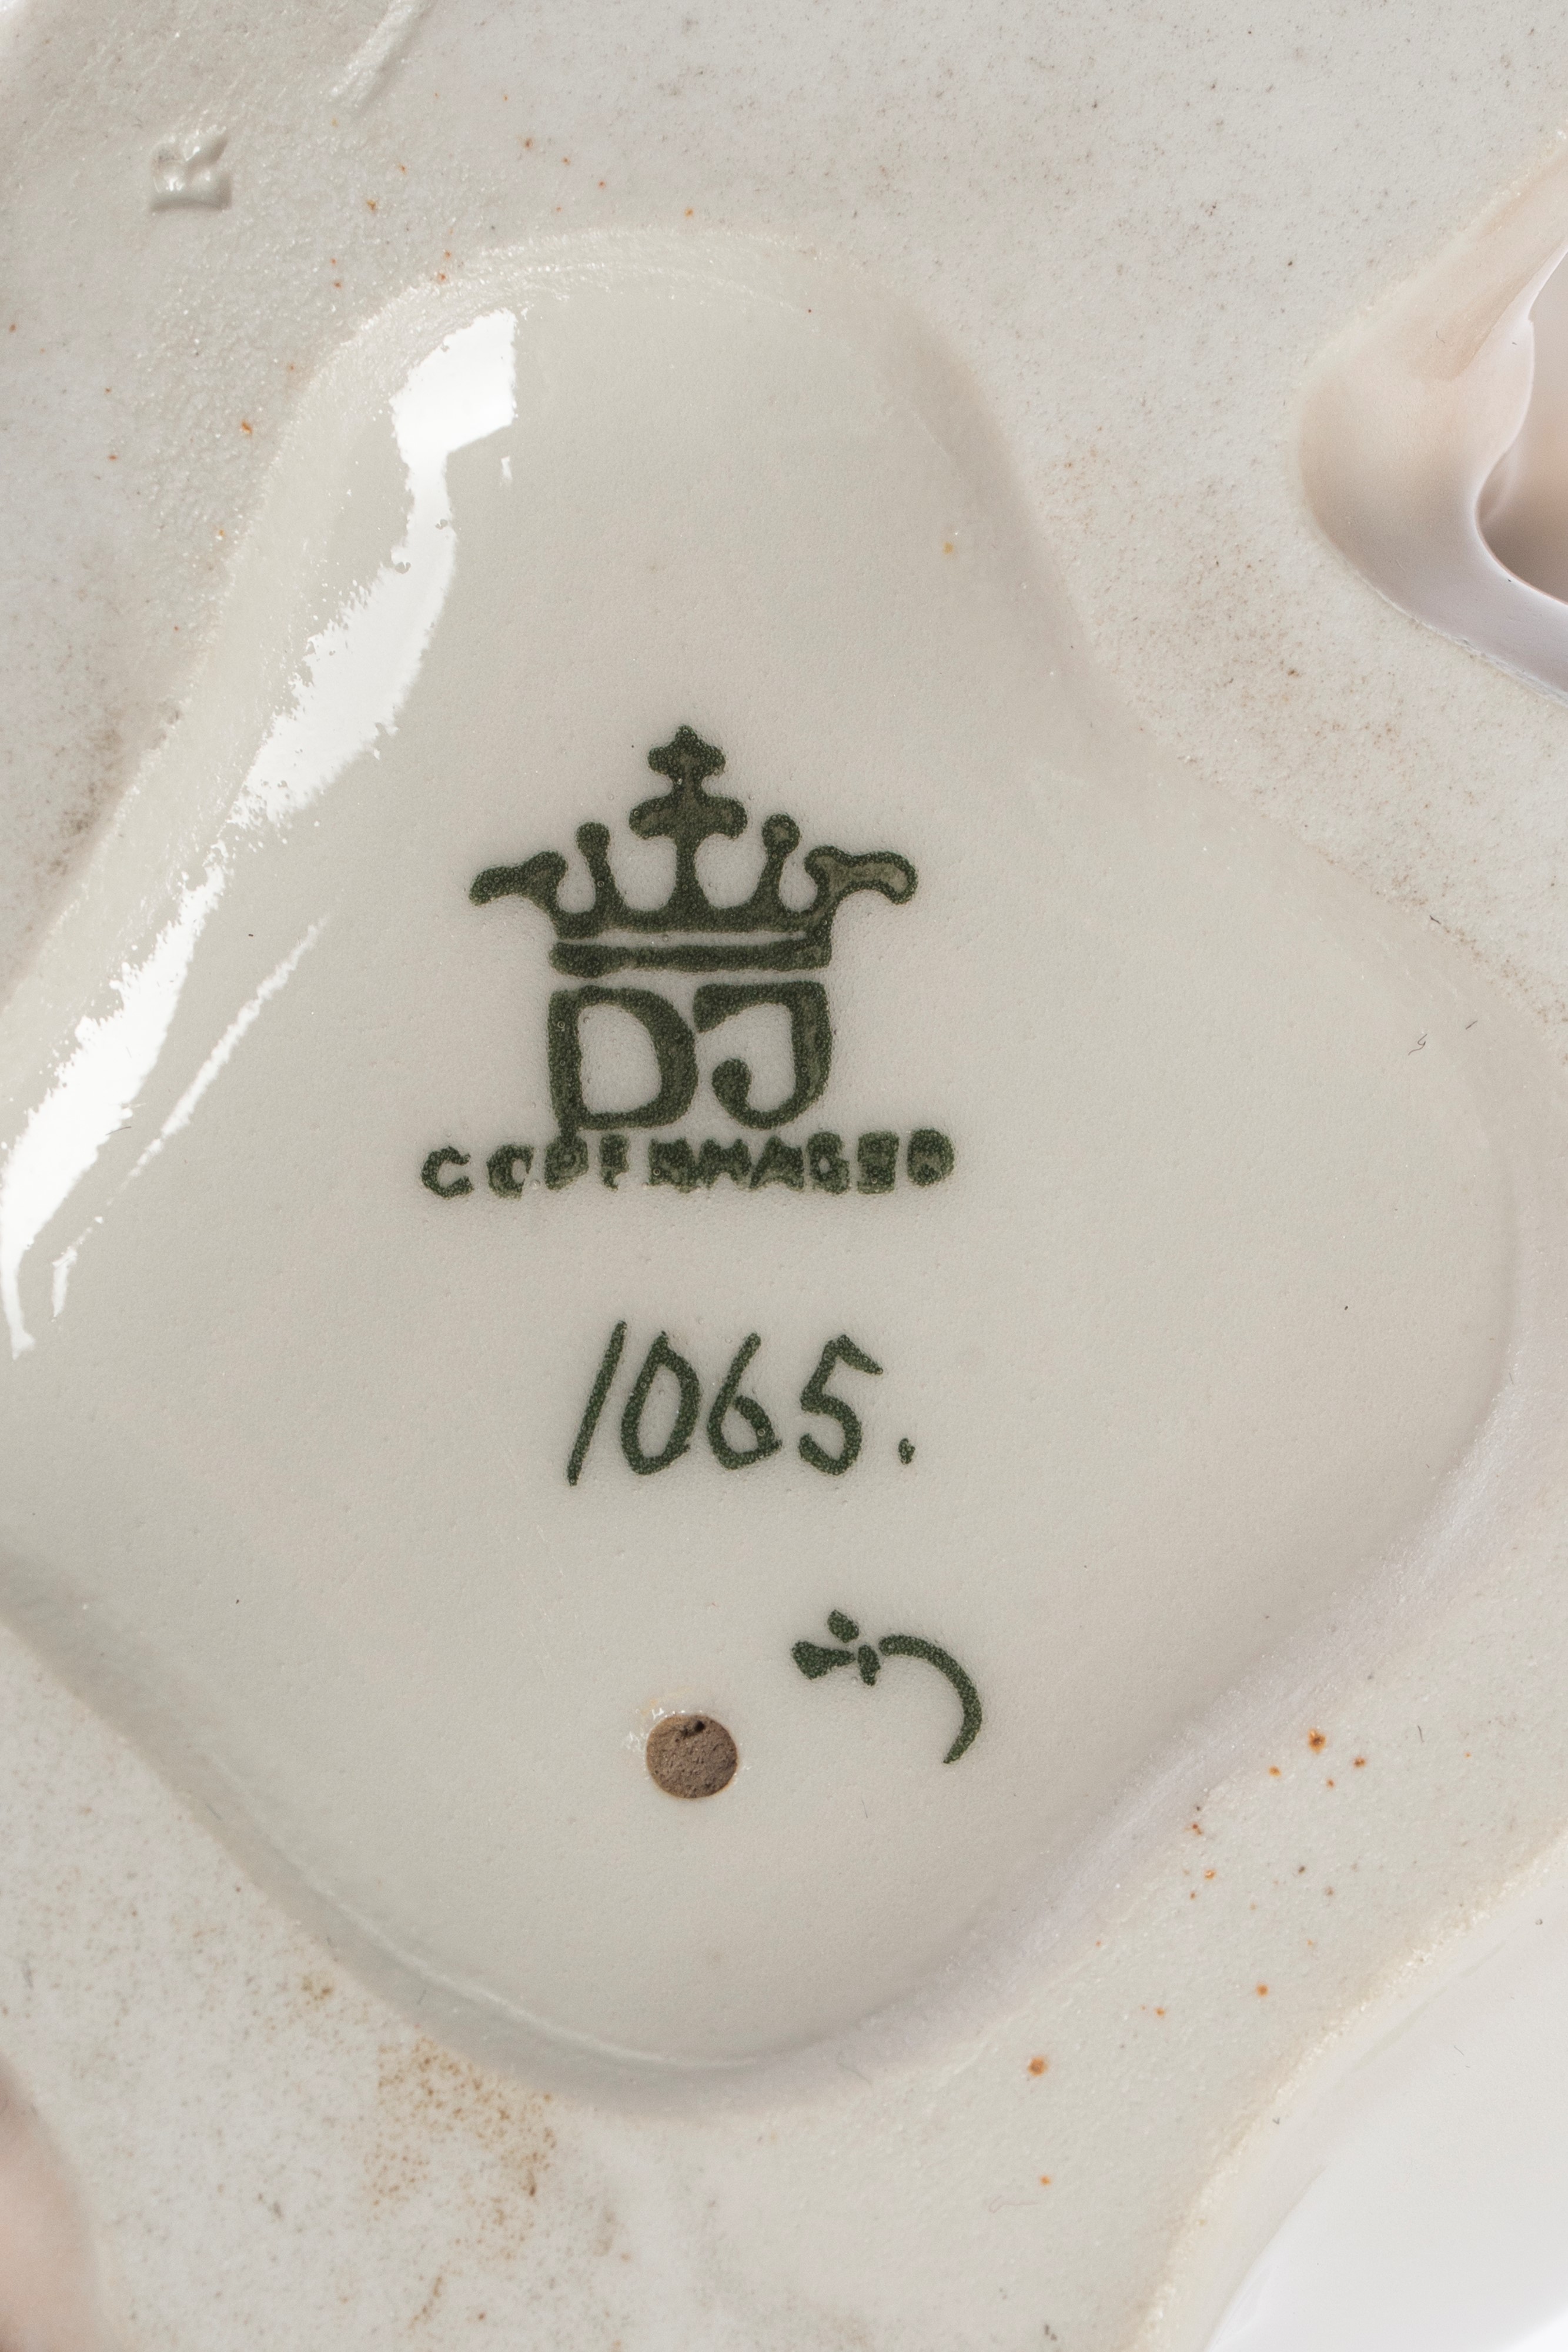 R
DJ
COPENHAGEN
1065.